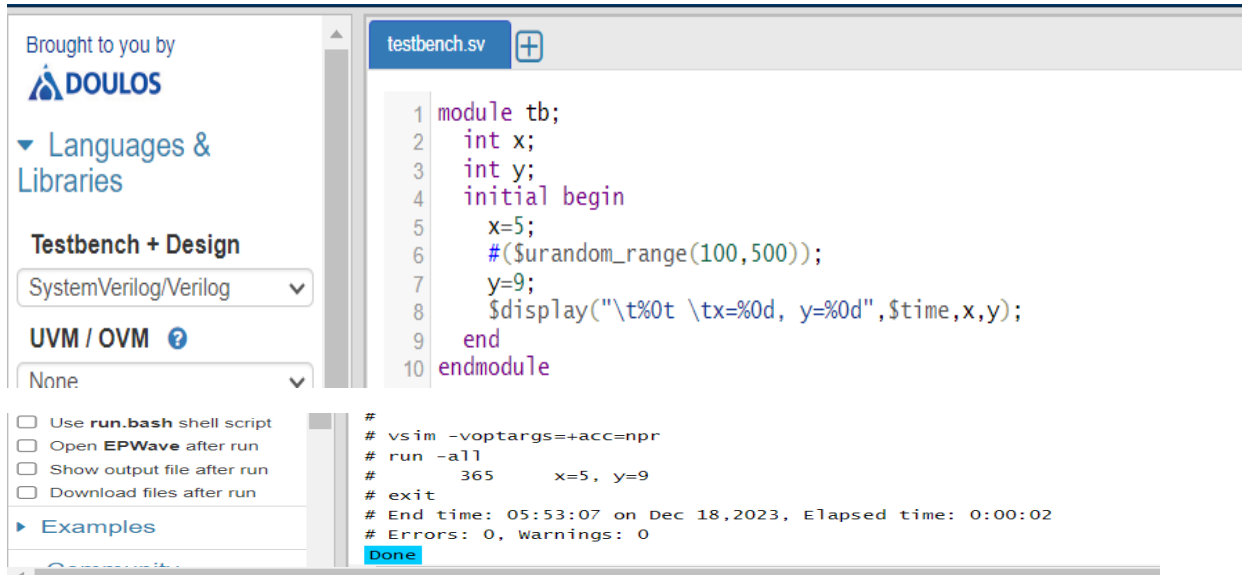 Brought to you by
DOULOS
Languages &
Libraries
Testbench + Design
SystemVerilog/Verilog
UVM / OVM ?
None
testbench.sv
1 module tb;
2 int x;
3 int y;
4 initial begin
5 x=5;
6 #($urandom_range(100,500));
7 y=9;
8 $display("\t%0t \tx=%0d, y=%0d",$time,x,y);
9 end
10 endmodule
Use run.bash shell script
Open EPWave after run
Show output file after run
Download files after run
Examples
#
# vsim -voptargs=+acc=npr
# run -all
# 365 x=5, y=9
# exit
# End time: 05:53:07 on Dec 18,2023, Elapsed time: 0:00:02
# Errors: 0, Warnings: 0
Done